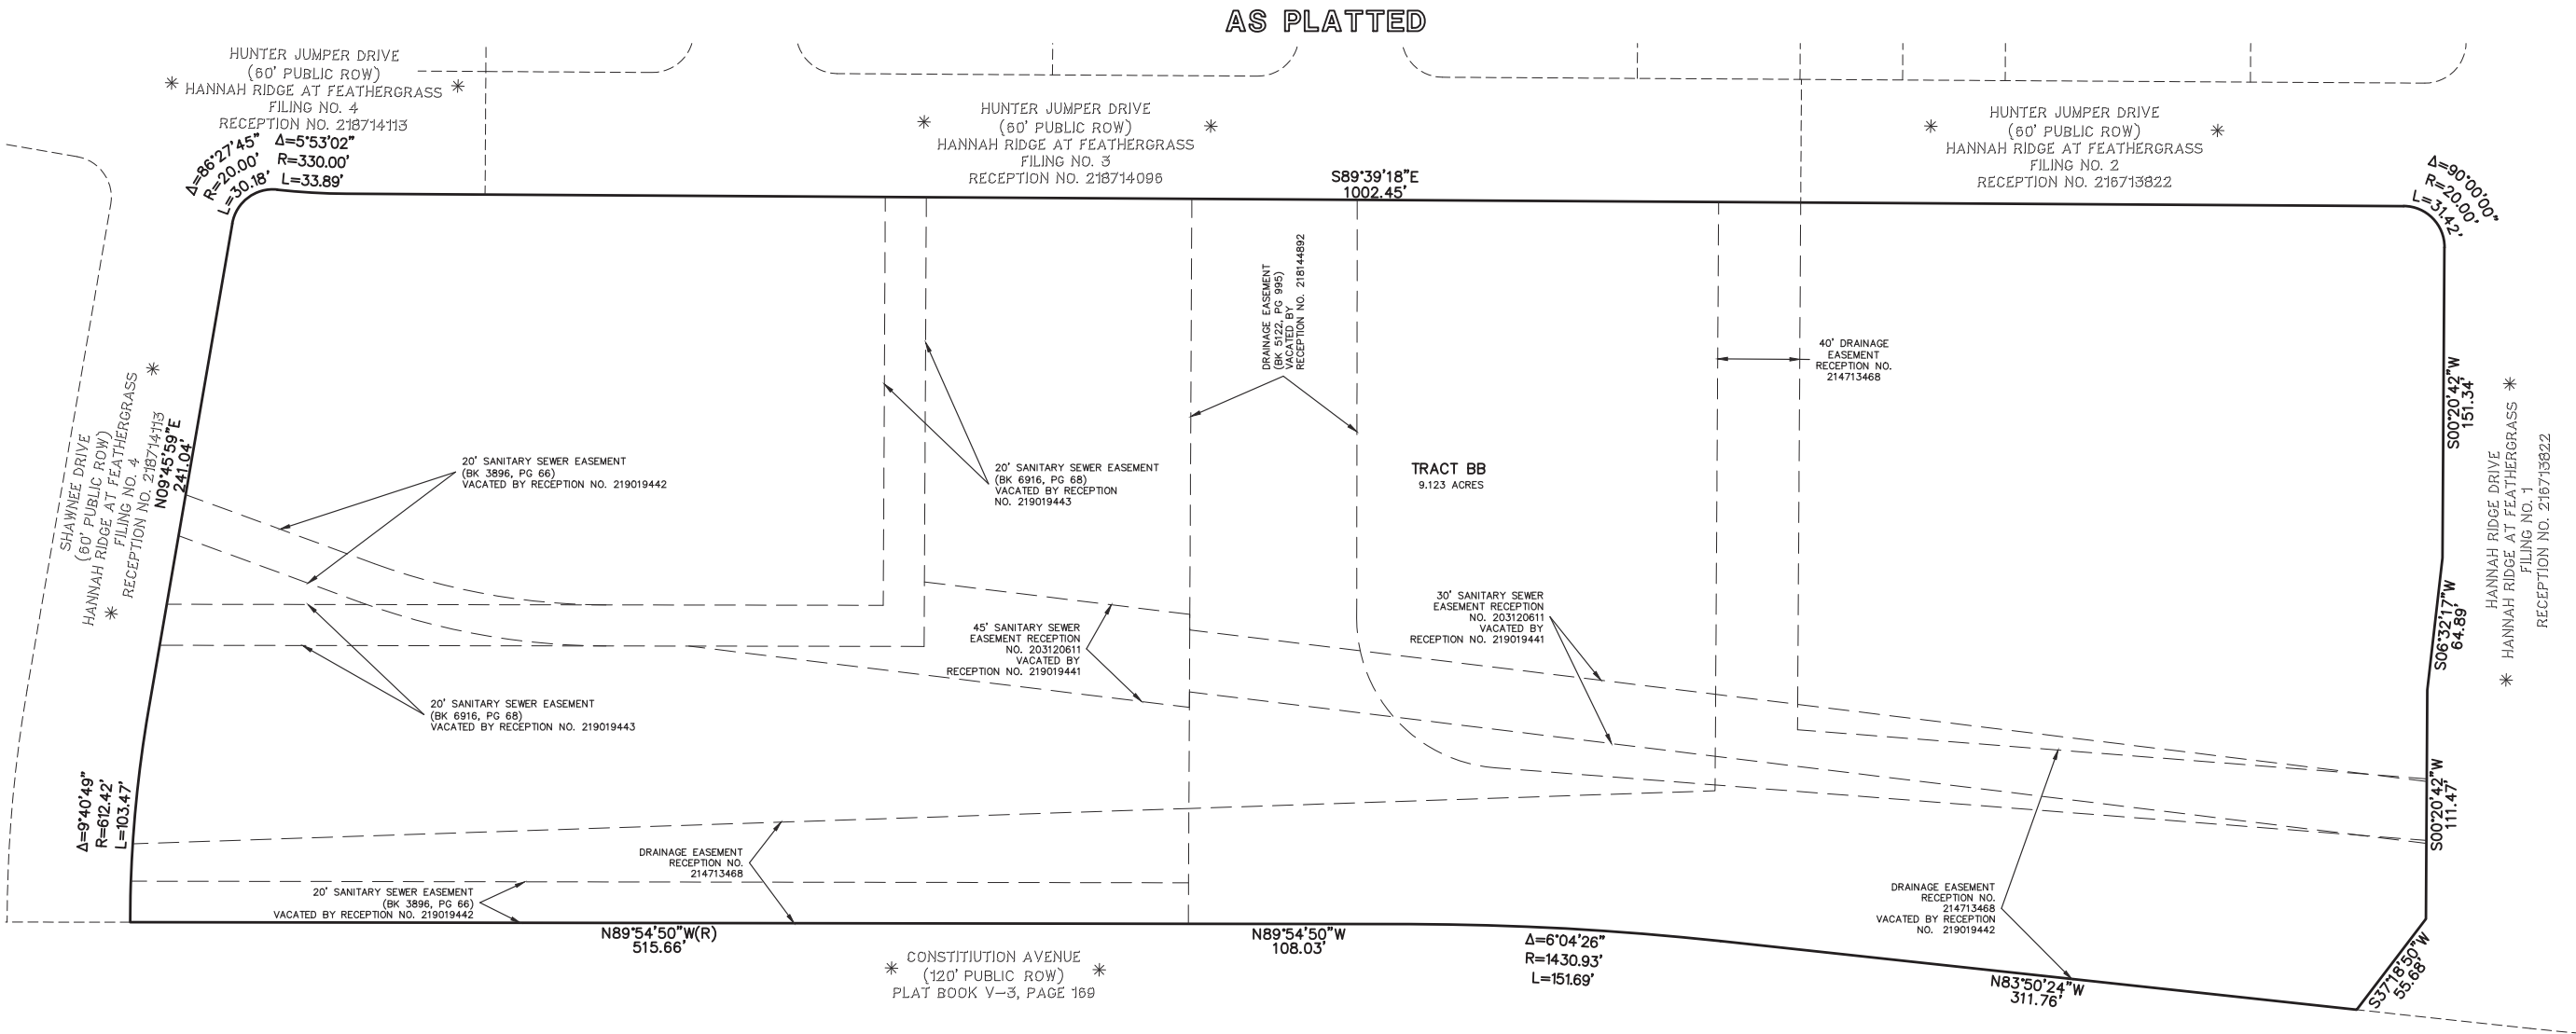 AS PLATTED
HUNTER JUMPER DRIVE
(60' PUBLIC ROW)
* HANNAH RIDGE AT FEATHERGRASS *
FILING NO. 4
RECEPTION NO. 218714113
HUNTER JUMPER DRIVE
* (60' PUBLIC ROW) *
HANNAH RIDGE AT FEATHERGRASS
FILING NO. 3
RECEPTION NO. 218714096
HUNTER JUMPER DRIVE
* (60' PUBLIC ROW) *
HANNAH RIDGE AT FEATHERGRASS
FILING NO. 2
RECEPTION NO. 216713822
Δ=86°27'45"
R=20.00'
L=30.18'
Δ=5°53'02"
R=330.00'
L=33.89'
S89°39'18"E
1002.45'
Δ=90°00'00"
R=20.00'
L=31.42'
DRAINAGE EASEMENT
(BK 5122, PG 995)
VACATED BY
RECEPTION NO. 218144892
40' DRAINAGE
EASEMENT
RECEPTION NO.
214713468
SHAWNEE DRIVE
(60' PUBLIC ROW)
* HANNAH RIDGE AT FEATHERGRASS *
FILING NO. 4
RECEPTION NO. 218714113
N09°45'59"E
241.04'
20' SANITARY SEWER EASEMENT
(BK 3896, PG 66)
VACATED BY RECEPTION NO. 219019442
20' SANITARY SEWER EASEMENT
(BK 6916, PG 68)
VACATED BY RECEPTION
NO. 219019443
TRACT BB
9.123 ACRES
S00°20'42"W
151.34'
HANNAH RIDGE DRIVE
* HANNAH RIDGE AT FEATHERGRASS *
FILING NO. 1
RECEPTION NO. 216713822
S06°32'17"W
64.89'
45' SANITARY SEWER
EASEMENT RECEPTION
NO. 203120611
VACATED BY
RECEPTION NO. 219019441
30' SANITARY SEWER
EASEMENT RECEPTION
NO. 203120611
VACATED BY
RECEPTION NO. 219019441
20' SANITARY SEWER EASEMENT
(BK 6916, PG 68)
VACATED BY RECEPTION NO. 219019443
Δ=9°40'49"
R=612.42'
L=103.47'
S00°20'42"W
111.47'
DRAINAGE EASEMENT
RECEPTION NO.
214713468
20' SANITARY SEWER EASEMENT
(BK 3896, PG 66)
VACATED BY RECEPTION NO. 219019442
DRAINAGE EASEMENT
RECEPTION NO.
214713468
VACATED BY RECEPTION
NO. 219019442
N89°54'50"W(R)
515.66'
N89°54'50"W
108.03'
Δ=6°04'26"
R=1430.93'
L=151.69'
N83°50'24"W
311.76'
S37°18'50"W
55.68'
* CONSTITIUTION AVENUE *
(120' PUBLIC ROW)
PLAT BOOK V-3, PAGE 169